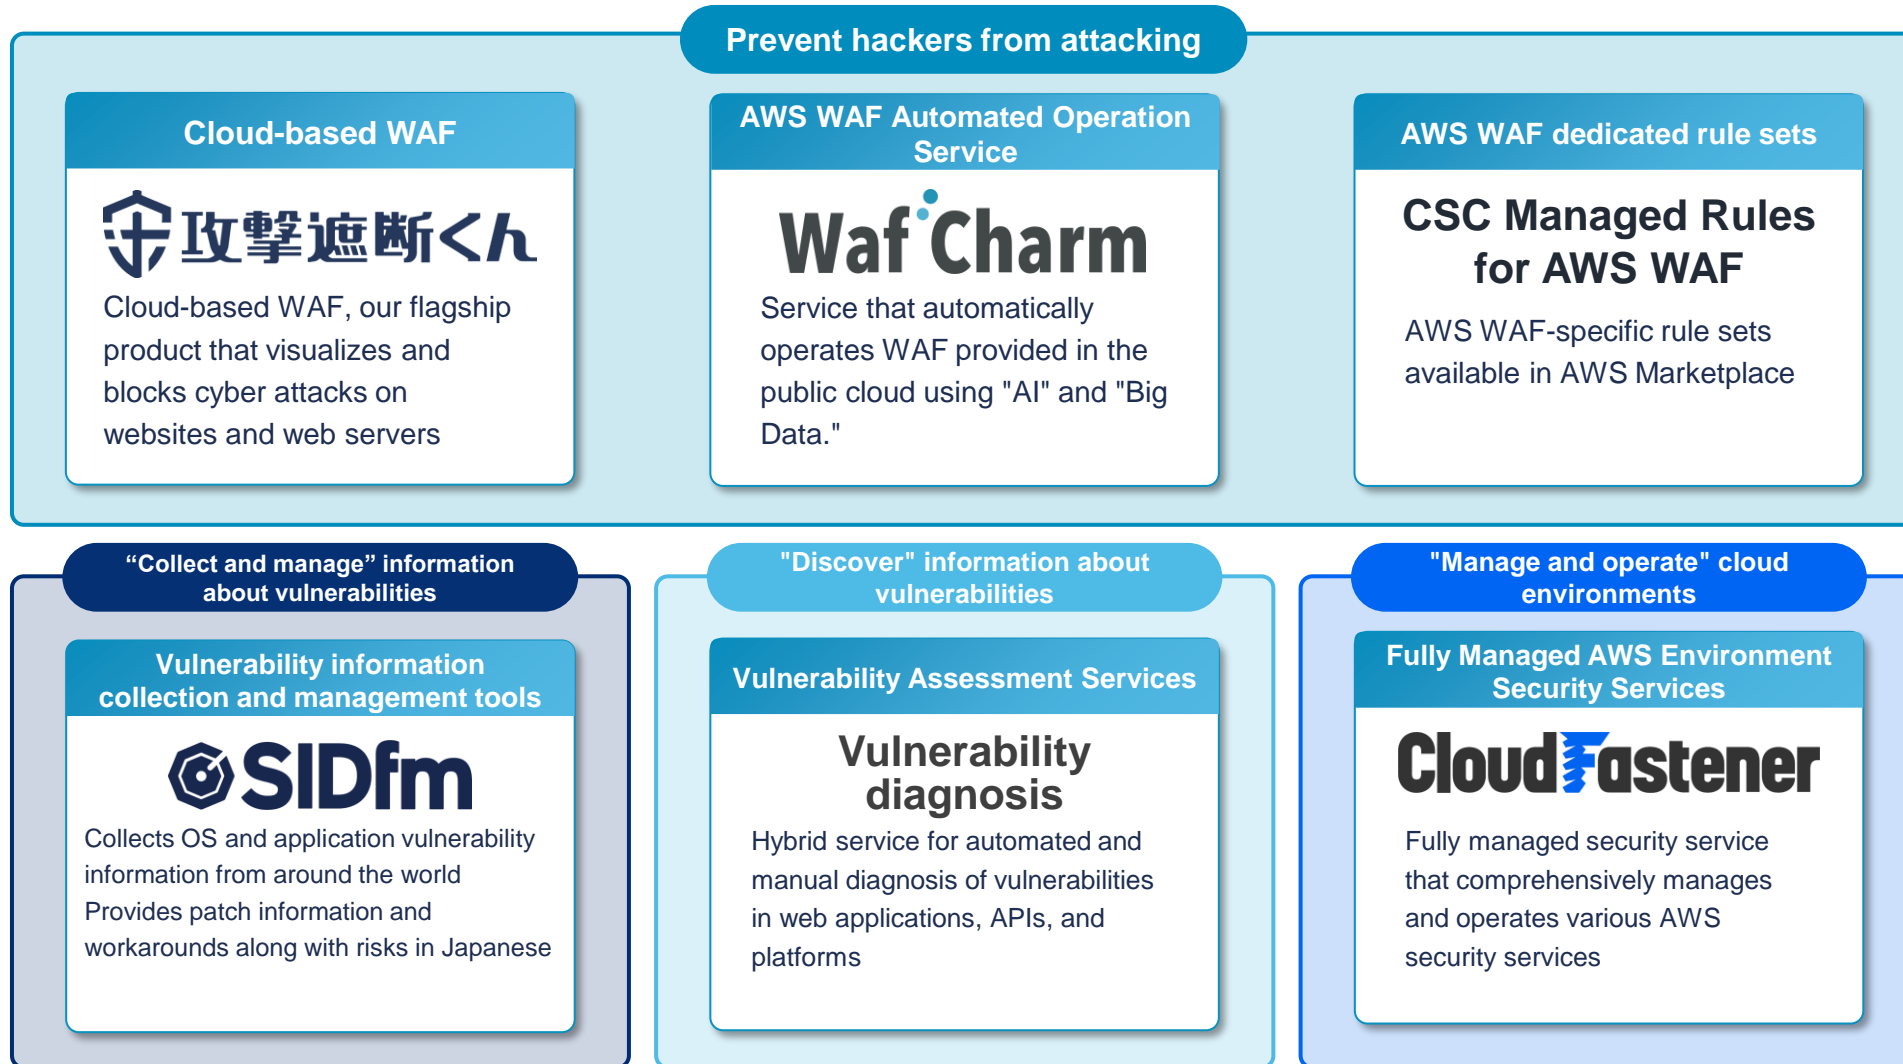 Prevent hackers from attacking
Cloud-based WAF
攻撃遮断くん
Cloud-based WAF, our flagship
product that visualizes and
blocks cyber attacks on
websites and web servers
AWS WAF Automated Operation
Service
WafCharm
Service that automatically
operates WAF provided in the
public cloud using "AI" and "Big
Data."
AWS WAF dedicated rule sets
CSC Managed Rules
for AWS WAF
AWS WAF-specific rule sets
available in AWS Marketplace
“Collect and manage” information
about vulnerabilities
Vulnerability information
collection and management tools
SIDfm
Collects OS and application vulnerability
information from around the world
Provides patch information and
workarounds along with risks in Japanese
"Discover" information about
vulnerabilities
Vulnerability Assessment Services
Vulnerability
diagnosis
Hybrid service for automated and
manual diagnosis of vulnerabilities
in web applications, APIs, and
platforms
"Manage and operate" cloud
environments
Fully Managed AWS Environment
Security Services
CloudFastener
Fully managed security service
that comprehensively manages
and operates various AWS
security services